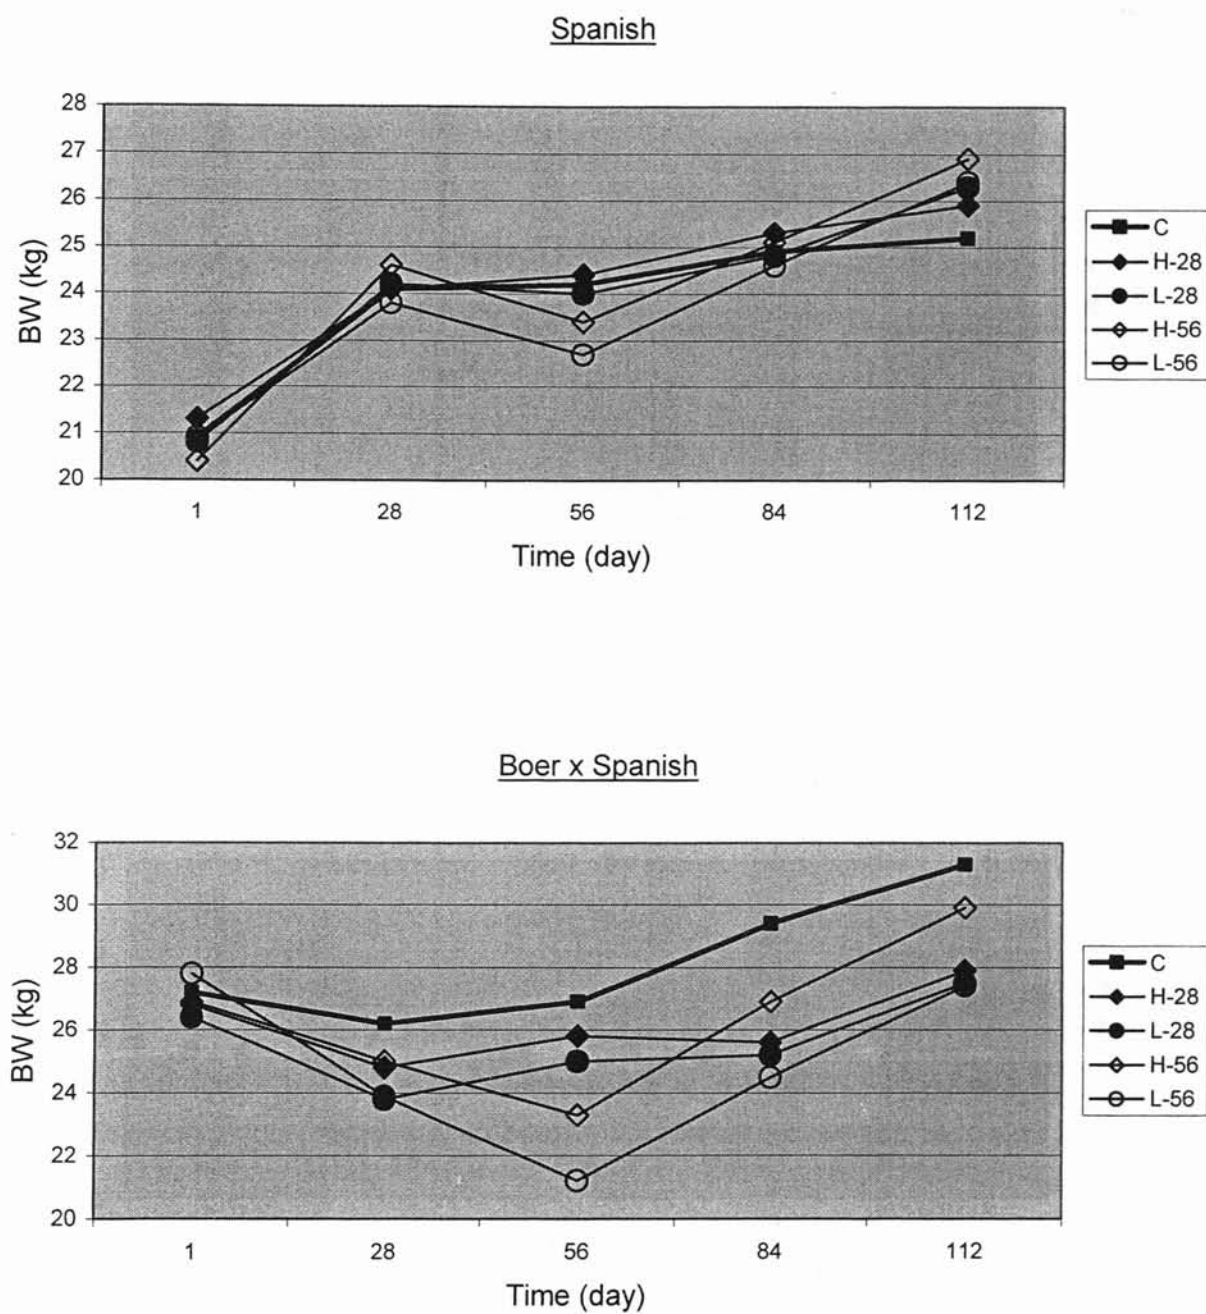 Spanish
28
27
26
25
24
23
22
21
20
BW (kg)
1 28 56 84 112
Time (day)
C
H-28
L-28
H-56
L-56
Boer x Spanish
32
30
28
26
24
22
20
BW (kg)
1 28 56 84 112
Time (day)
C
H-28
L-28
H-56
L-56